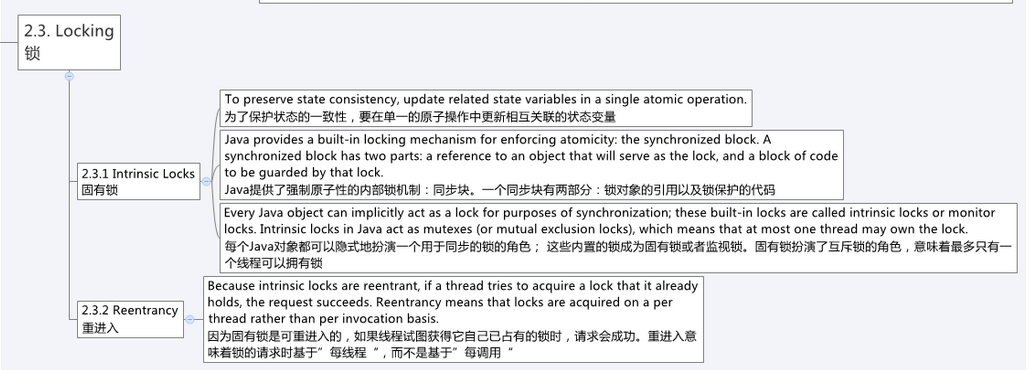 2.3. Locking
锁
To preserve state consistency, update related state variables in a single atomic operation.
为了保护状态的一致性，要在单一的原子操作中更新相互关联的状态变量
Java provides a built-in locking mechanism for enforcing atomicity: the synchronized block. A
synchronized block has two parts: a reference to an object that will serve as the lock, and a block of code
to be guarded by that lock.
Java提供了强制原子性的内部锁机制：同步块。一个同步块有两部分：锁对象的引用以及锁保护的代码
2.3.1 Intrinsic Locks
固有锁
Every Java object can implicitly act as a lock for purposes of synchronization; these built-in locks are called intrinsic locks or monitor
locks. Intrinsic locks in Java act as mutexes (or mutual exclusion locks), which means that at most one thread may own the lock.
每个Java对象都可以隐式地扮演一个用于同步的锁的角色； 这些内置的锁成为固有锁或者监视锁。固有锁扮演了互斥锁的角色，意味着最多只有一
个线程可以拥有锁
2.3.2 Reentrancy
重进入
Because intrinsic locks are reentrant, if a thread tries to acquire a lock that it already
holds, the request succeeds. Reentrancy means that locks are acquired on a per
thread rather than per invocation basis.
因为固有锁是可重进入的，如果线程试图获得它自己已占有的锁时，请求会成功。重进入意
味着锁的请求时基于”每线程“，而不是基于”每调用“